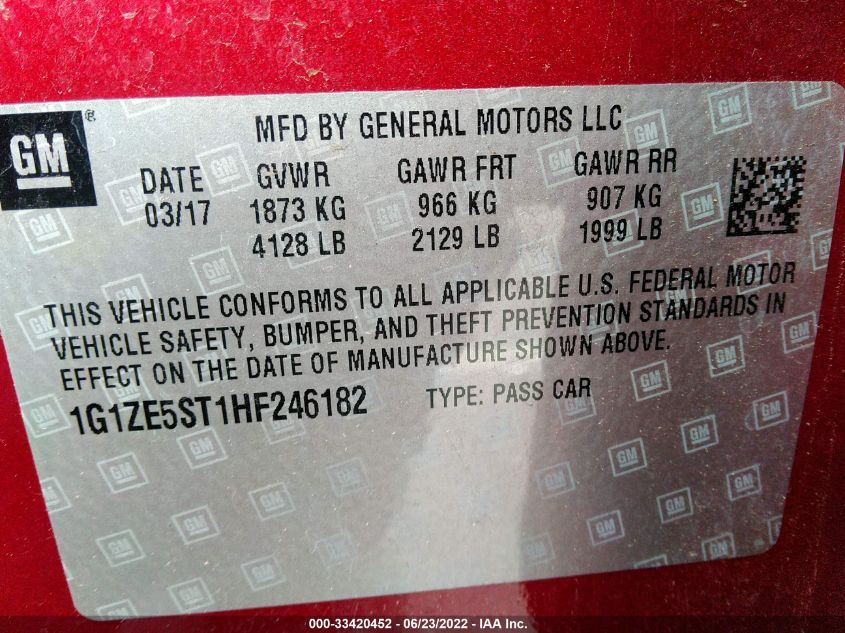 GM®
MFD BY GENERAL MOTORS LLC
DATE GVWR GAWR FRT GAWR RR
03/17 1873 KG 966 KG 907 KG
4128 LB 2129 LB 1999 LB
THIS VEHICLE CONFORMS TO ALL APPLICABLE U.S. FEDERAL MOTOR
VEHICLE SAFETY, BUMPER, AND THEFT PREVENTION STANDARDS IN
EFFECT ON THE DATE OF MANUFACTURE SHOWN ABOVE.
1G1ZE5ST1HF246182 TYPE: PASS CAR
000-33420452 - 06/23/2022 - IAA Inc.